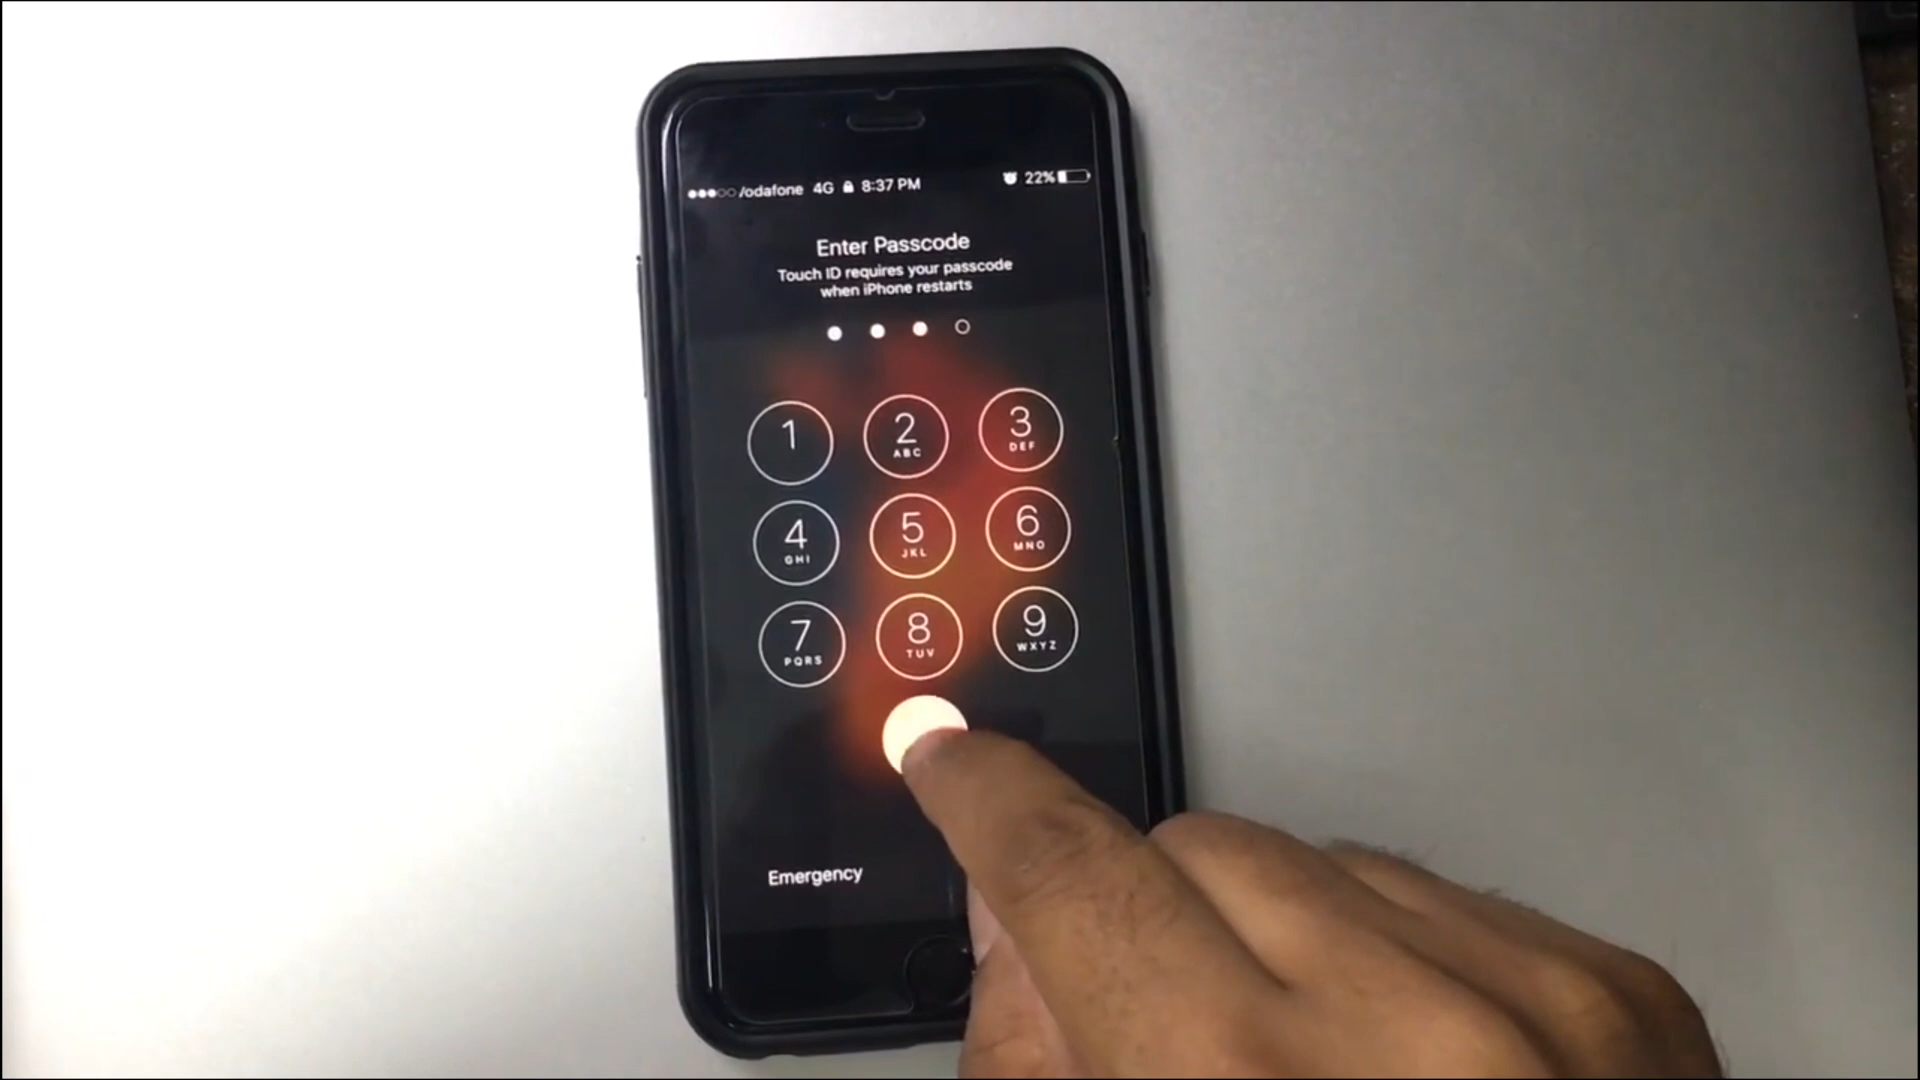 /odafone 4G 8:37 PM 22%
Enter Passcode
Touch ID requires your passcode
when iPhone restarts
1 2 3
ABC DEF
4 5 6
GHI JKL MNO
7 8 9
PQRS TUV WXYZ
Emergency